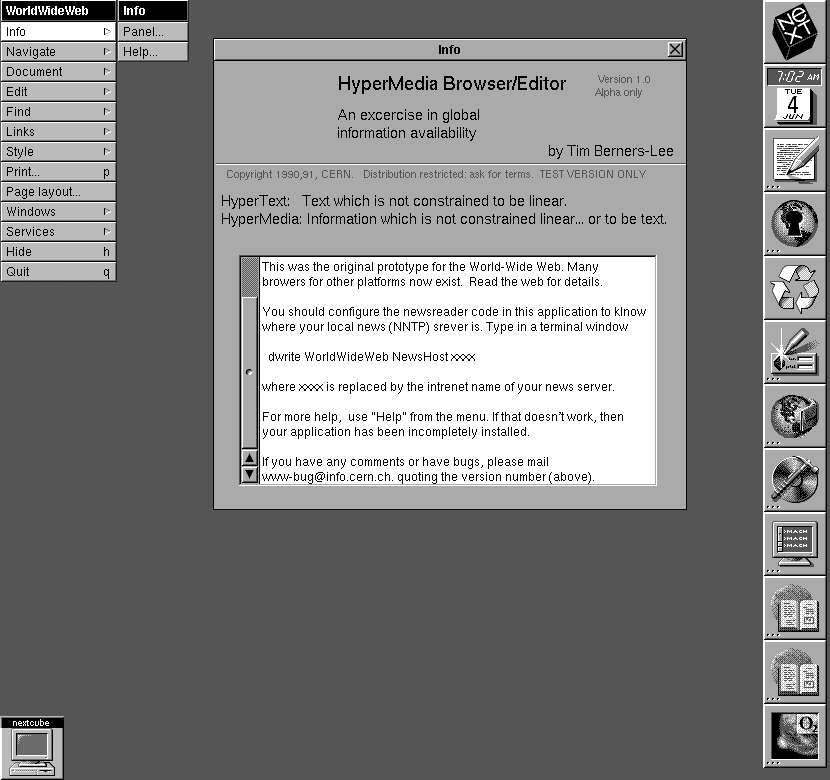 WorldWideWeb
Info
Navigate
Document
Edit
Find
Links
Style
Print... p
Page layout...
Windows
Services
Hide h
Quit q
Info
Panel...
Help...
Info
HyperMedia Browser/Editor
Version 1.0
Alpha only
An excercise in global
information availability
by Tim Berners-Lee
Copyright 1990,91, CERN. Distribution restricted: ask for terms. TEST VERSION ONLY
HyperText: Text which is not constrained to be linear.
HyperMedia: Information which is not constrained linear... or to be text.
This was the original prototype for the World-Wide Web. Many
browers for other platforms now exist. Read the web for details.
You should configure the newsreader code in this application to klnow
where your local news (NNTP) srever is. Type in a terminal window
dwrite WorldWideWeb NewsHost xxxx
where xxxx is replaced by the intrenet name of your news server.
For more help, use "Help" from the menu. If that doesn't work, then
your application has been incompletely installed.
If you have any comments or have bugs, please mail
www-bug@info.cern.ch. quoting the version number (above).
NeXT
7:02 AM
TUE
4
JUN
MACH MACH
MACH MACH
MACH MACH
O2
nextcube